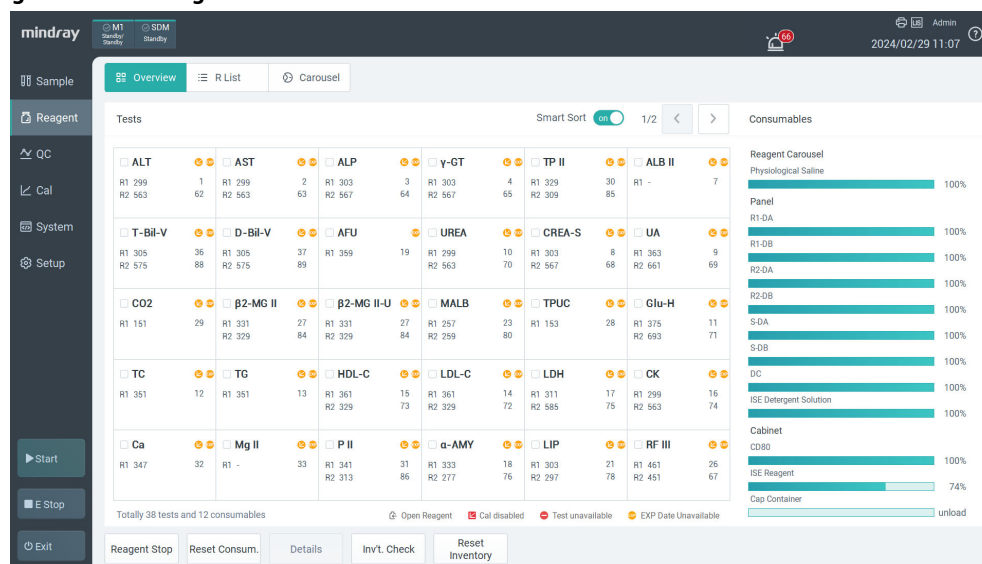 mindray
M1
Standby/
Standby
SDM
Standby
66
LIS
Admin
2024/02/29 11:07
?
Sample
Reagent
QC
Cal
System
Setup
Start
E Stop
Exit
Overview
R List
Carousel
Tests
Smart Sort
on
1/2
ALT
R1 299 1
R2 563 62
AST
R1 299 2
R2 563 63
ALP
R1 303 3
R2 567 64
γ-GT
R1 303 4
R2 567 65
TP II
R1 329 30
R2 309 85
ALB II
R1 - 7
T-Bil-V
R1 305 36
R2 575 88
D-Bil-V
R1 305 37
R2 575 89
AFU
R1 359 19
UREA
R1 299 10
R2 563 70
CREA-S
R1 303 8
R2 567 68
UA
R1 363 9
R2 661 69
CO2
R1 151 29
β2-MG II
R1 331 27
R2 329 84
β2-MG II-U
R1 331 27
R2 329 84
MALB
R1 257 23
R2 259 80
TPUC
R1 153 28
Glu-H
R1 375 11
R2 693 71
TC
R1 351 12
TG
R1 351 13
HDL-C
R1 361 15
R2 329 73
LDL-C
R1 361 14
R2 329 72
LDH
R1 311 17
R2 585 75
CK
R1 299 16
R2 563 74
Ca
R1 347 32
Mg II
R1 - 33
P II
R1 341 31
R2 313 86
α-AMY
R1 333 18
R2 277 76
LIP
R1 303 21
R2 297 78
RF III
R1 461 26
R2 451 67
Totally 38 tests and 12 consumables
Open Reagent
Cal disabled
Test unavailable
EXP Date Unavailable
Consumables
Reagent Carousel
Physiological Saline
100%
Panel
R1-DA
100%
R1-DB
100%
R2-DA
100%
R2-DB
100%
S-DA
100%
S-DB
100%
DC
100%
ISE Detergent Solution
100%
Cabinet
CD80
100%
ISE Reagent
74%
Cap Container
unload
Reagent Stop
Reset Consum.
Details
Inv't. Check
Reset
Inventory